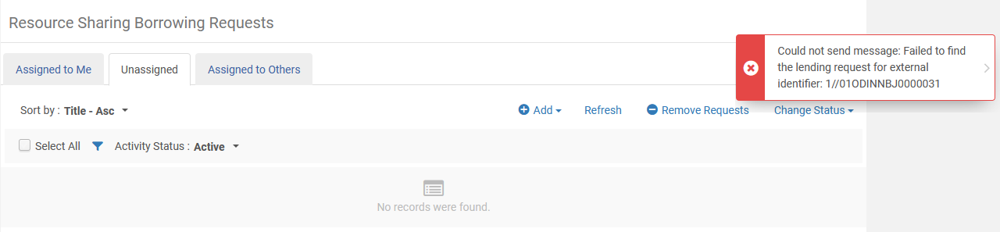 Resource Sharing Borrowing Requests
Could not send message: Failed to find
the lending request for external
identifier: 1//01ODINNBJ0000031
Assigned to Me
Unassigned
Assigned to Others
Sort by : Title - Asc
Add
Refresh
Remove Requests
Change Status
Select All
Activity Status : Active
No records were found.